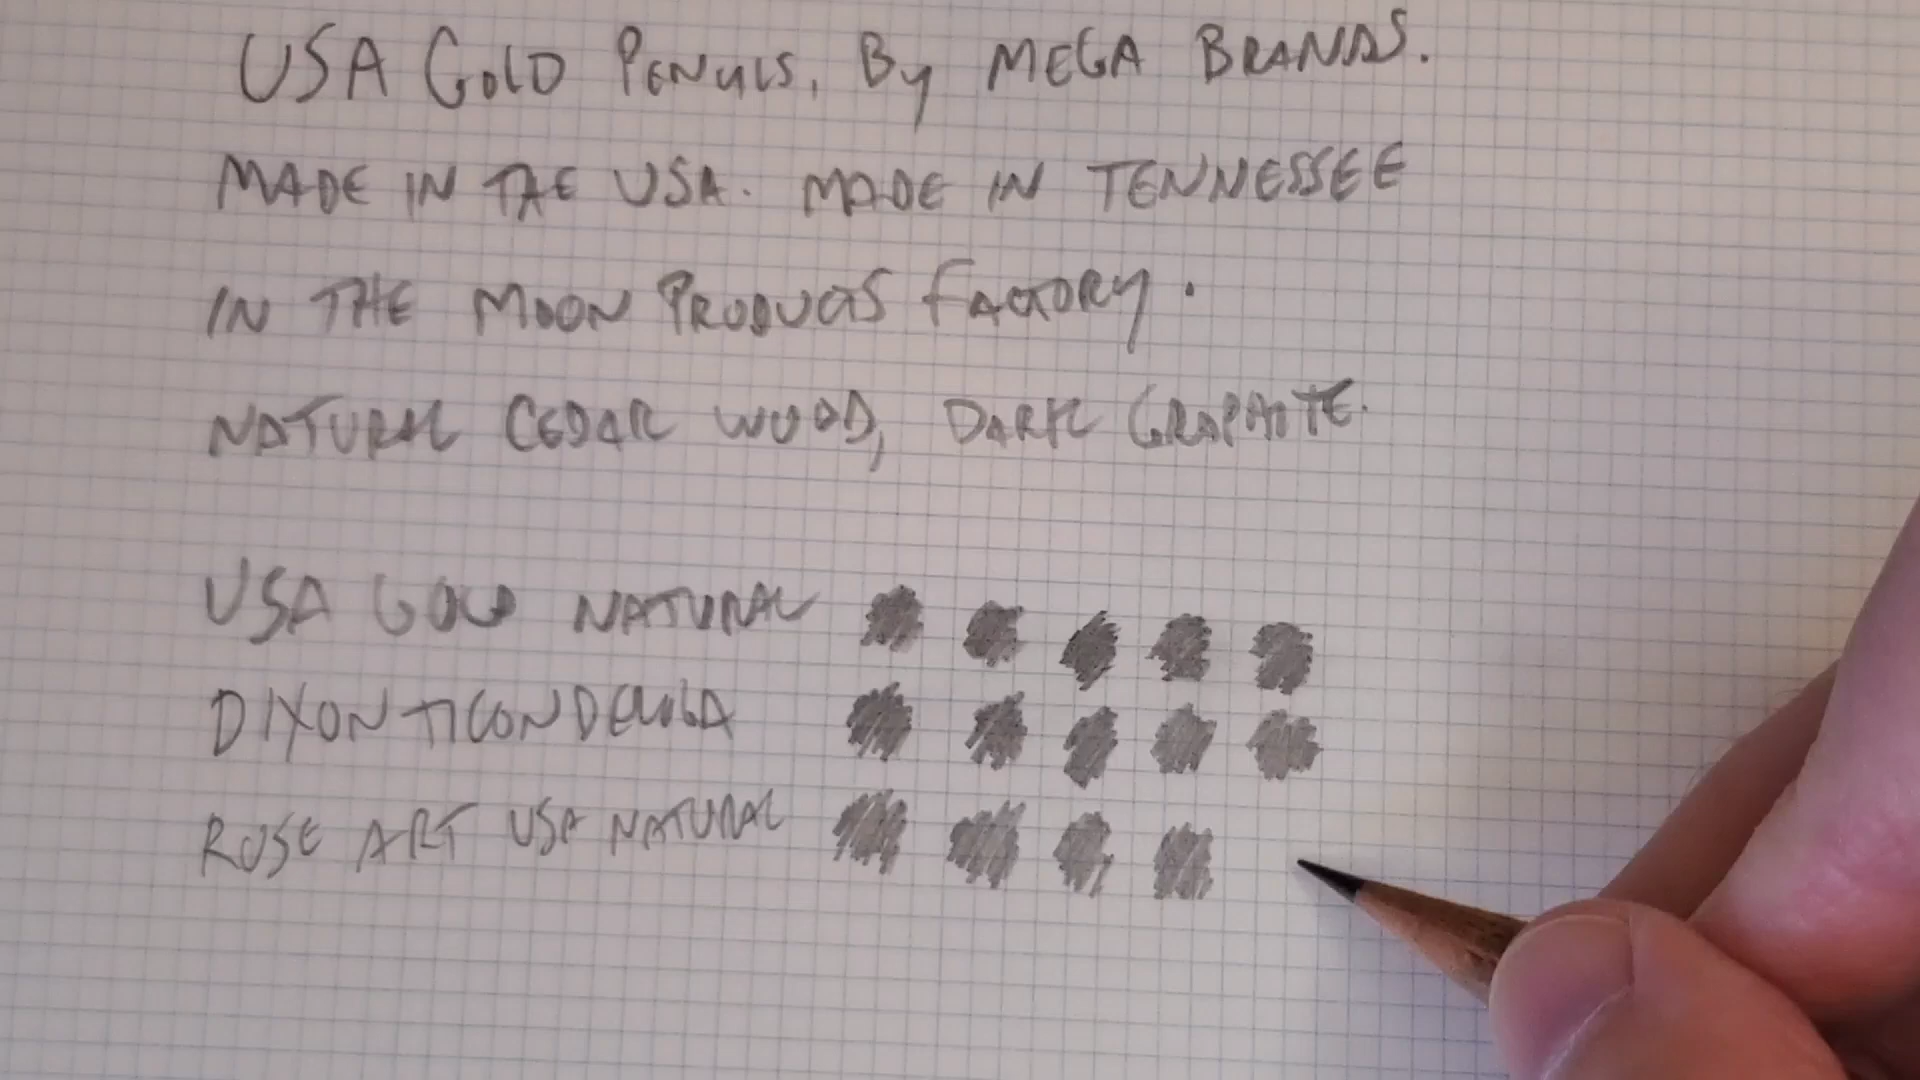 USA GOLD PENCILS, By MEGA BRANDS.
MADE IN THE USA. MADE IN TENNESSEE
IN THE MOON PRODUCTS FACTORY.
NATURAL CEDAR WOOD, DARK GRAPHITE.
USA GOLD NATURAL
DIXON TICONDEROGA
ROSE ART USA NATURAL